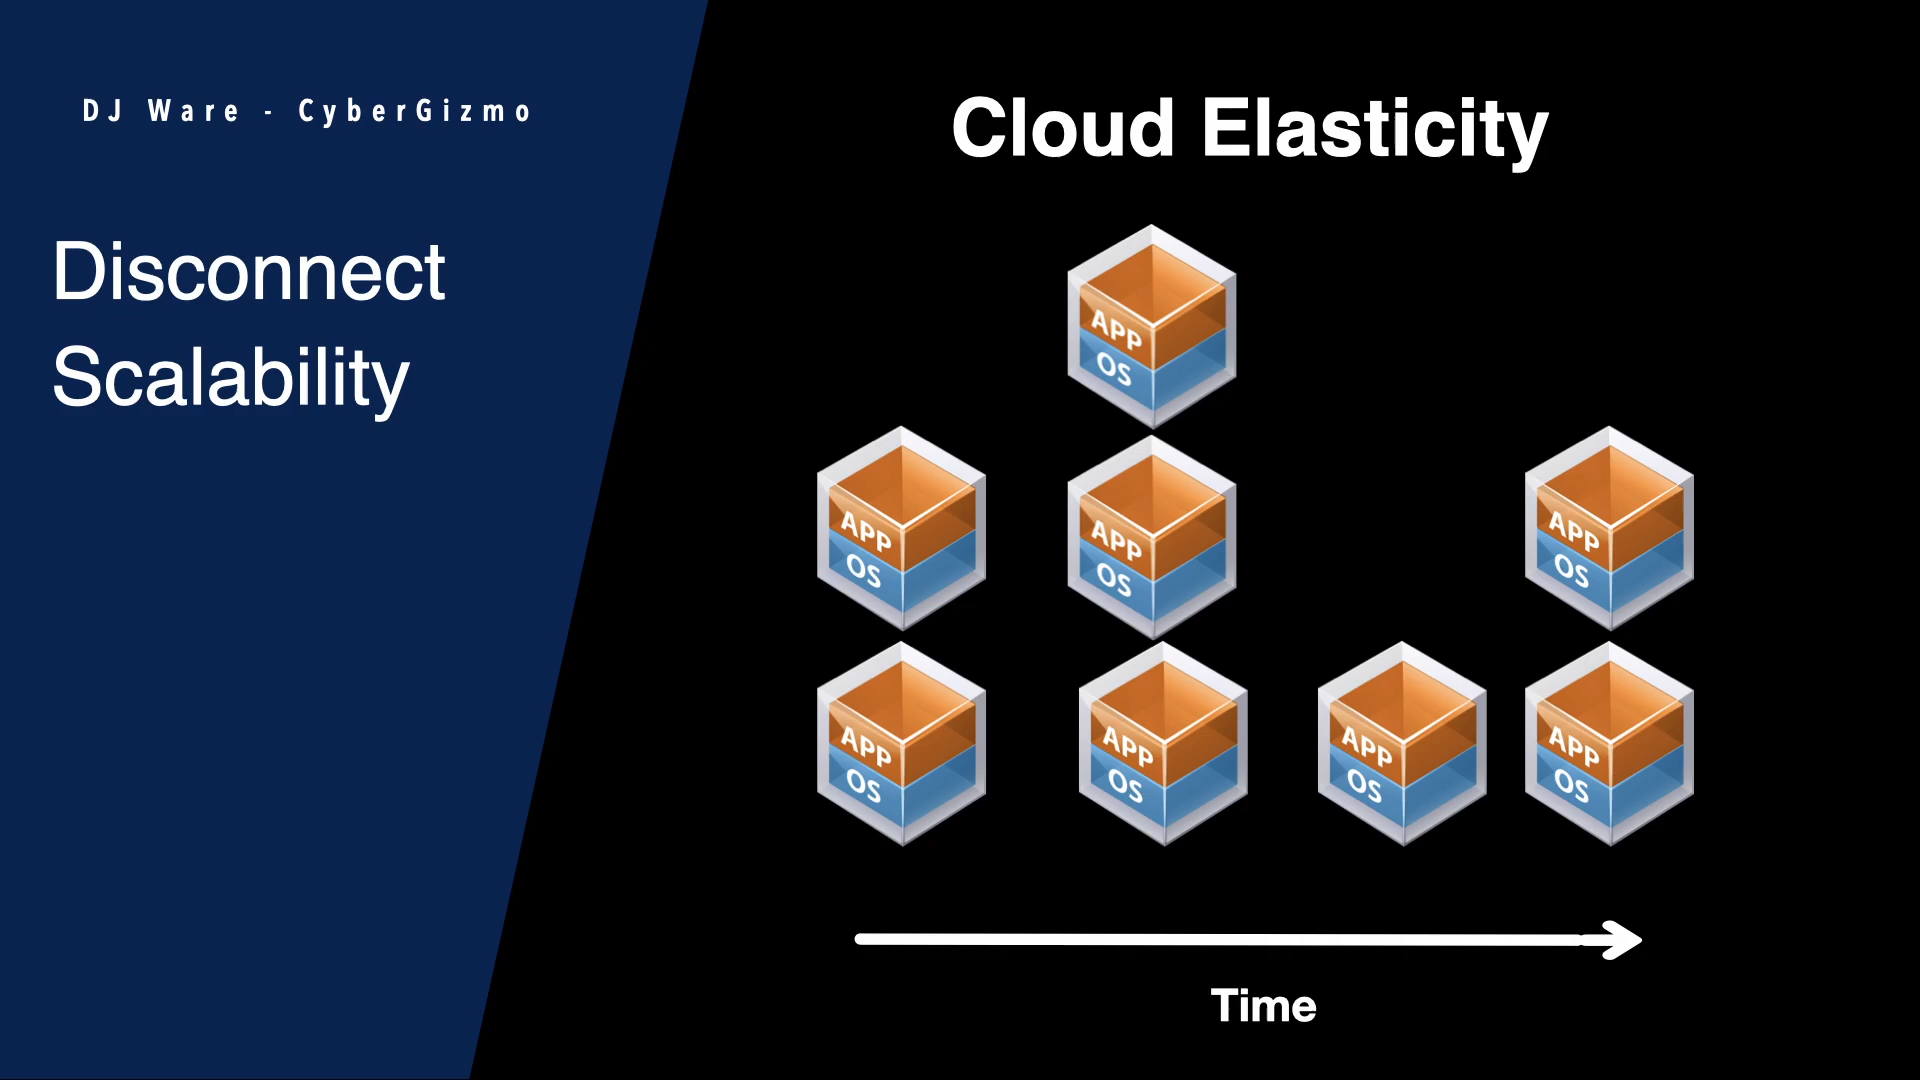 DJ Ware - CyberGizmo
Disconnect
Scalability
Cloud Elasticity
APP
OS
APP
OS
APP
OS
APP
OS
APP
OS
APP
OS
APP
OS
APP
OS
Time